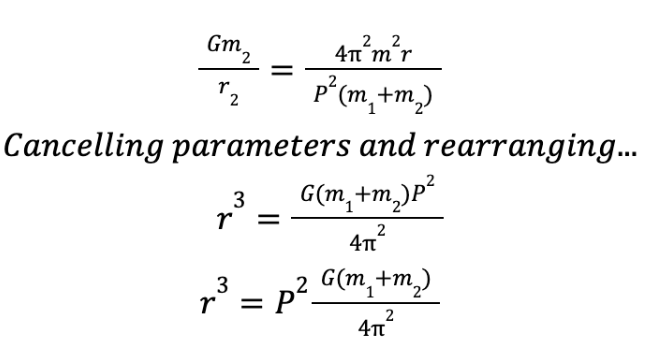 Gm₂/r₂ = 4π²m²r/P²(m₁+m₂)
Cancelling parameters and rearranging...
r³ = G(m₁+m₂)P²/4π²
r³ = P² G(m₁+m₂)/4π²